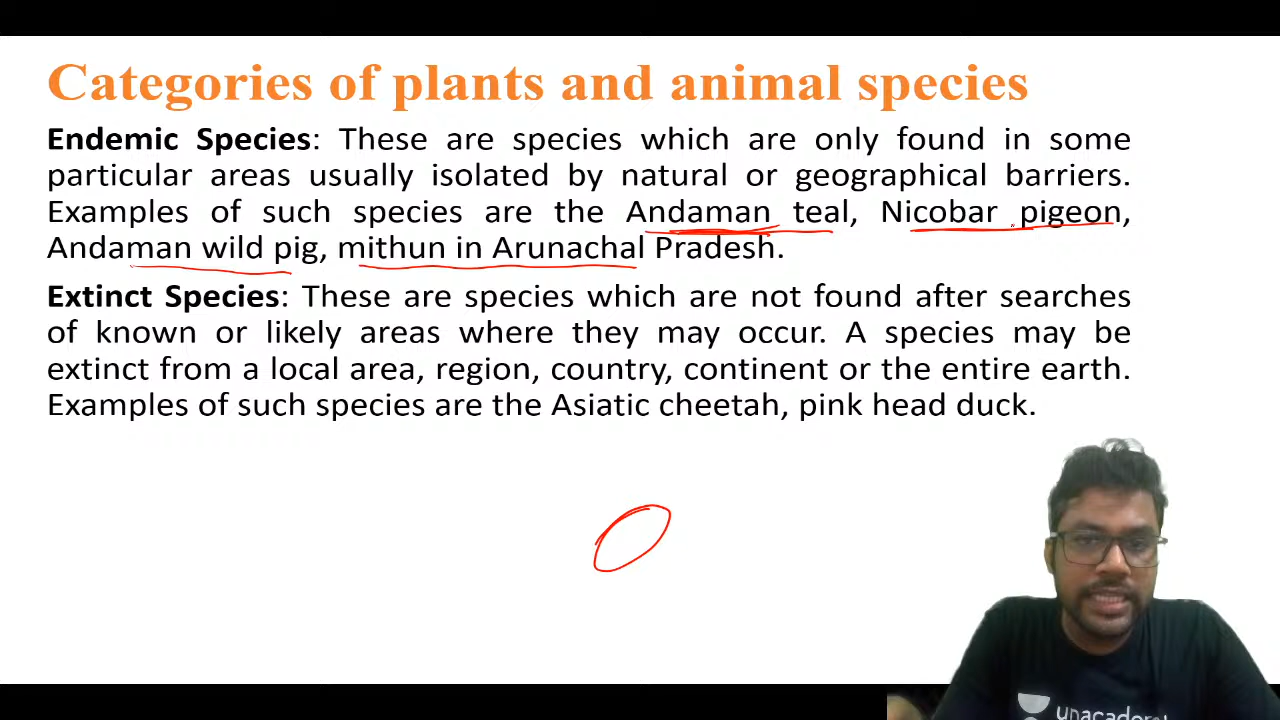 Categories of plants and animal species
Endemic Species: These are species which are only found in some
particular areas usually isolated by natural or geographical barriers.
Examples of such species are the Andaman teal, Nicobar pigeon,
Andaman wild pig, mithun in Arunachal Pradesh.
Extinct Species: These are species which are not found after searches
of known or likely areas where they may occur. A species may be
extinct from a local area, region, country, continent or the entire earth.
Examples of such species are the Asiatic cheetah, pink head duck.